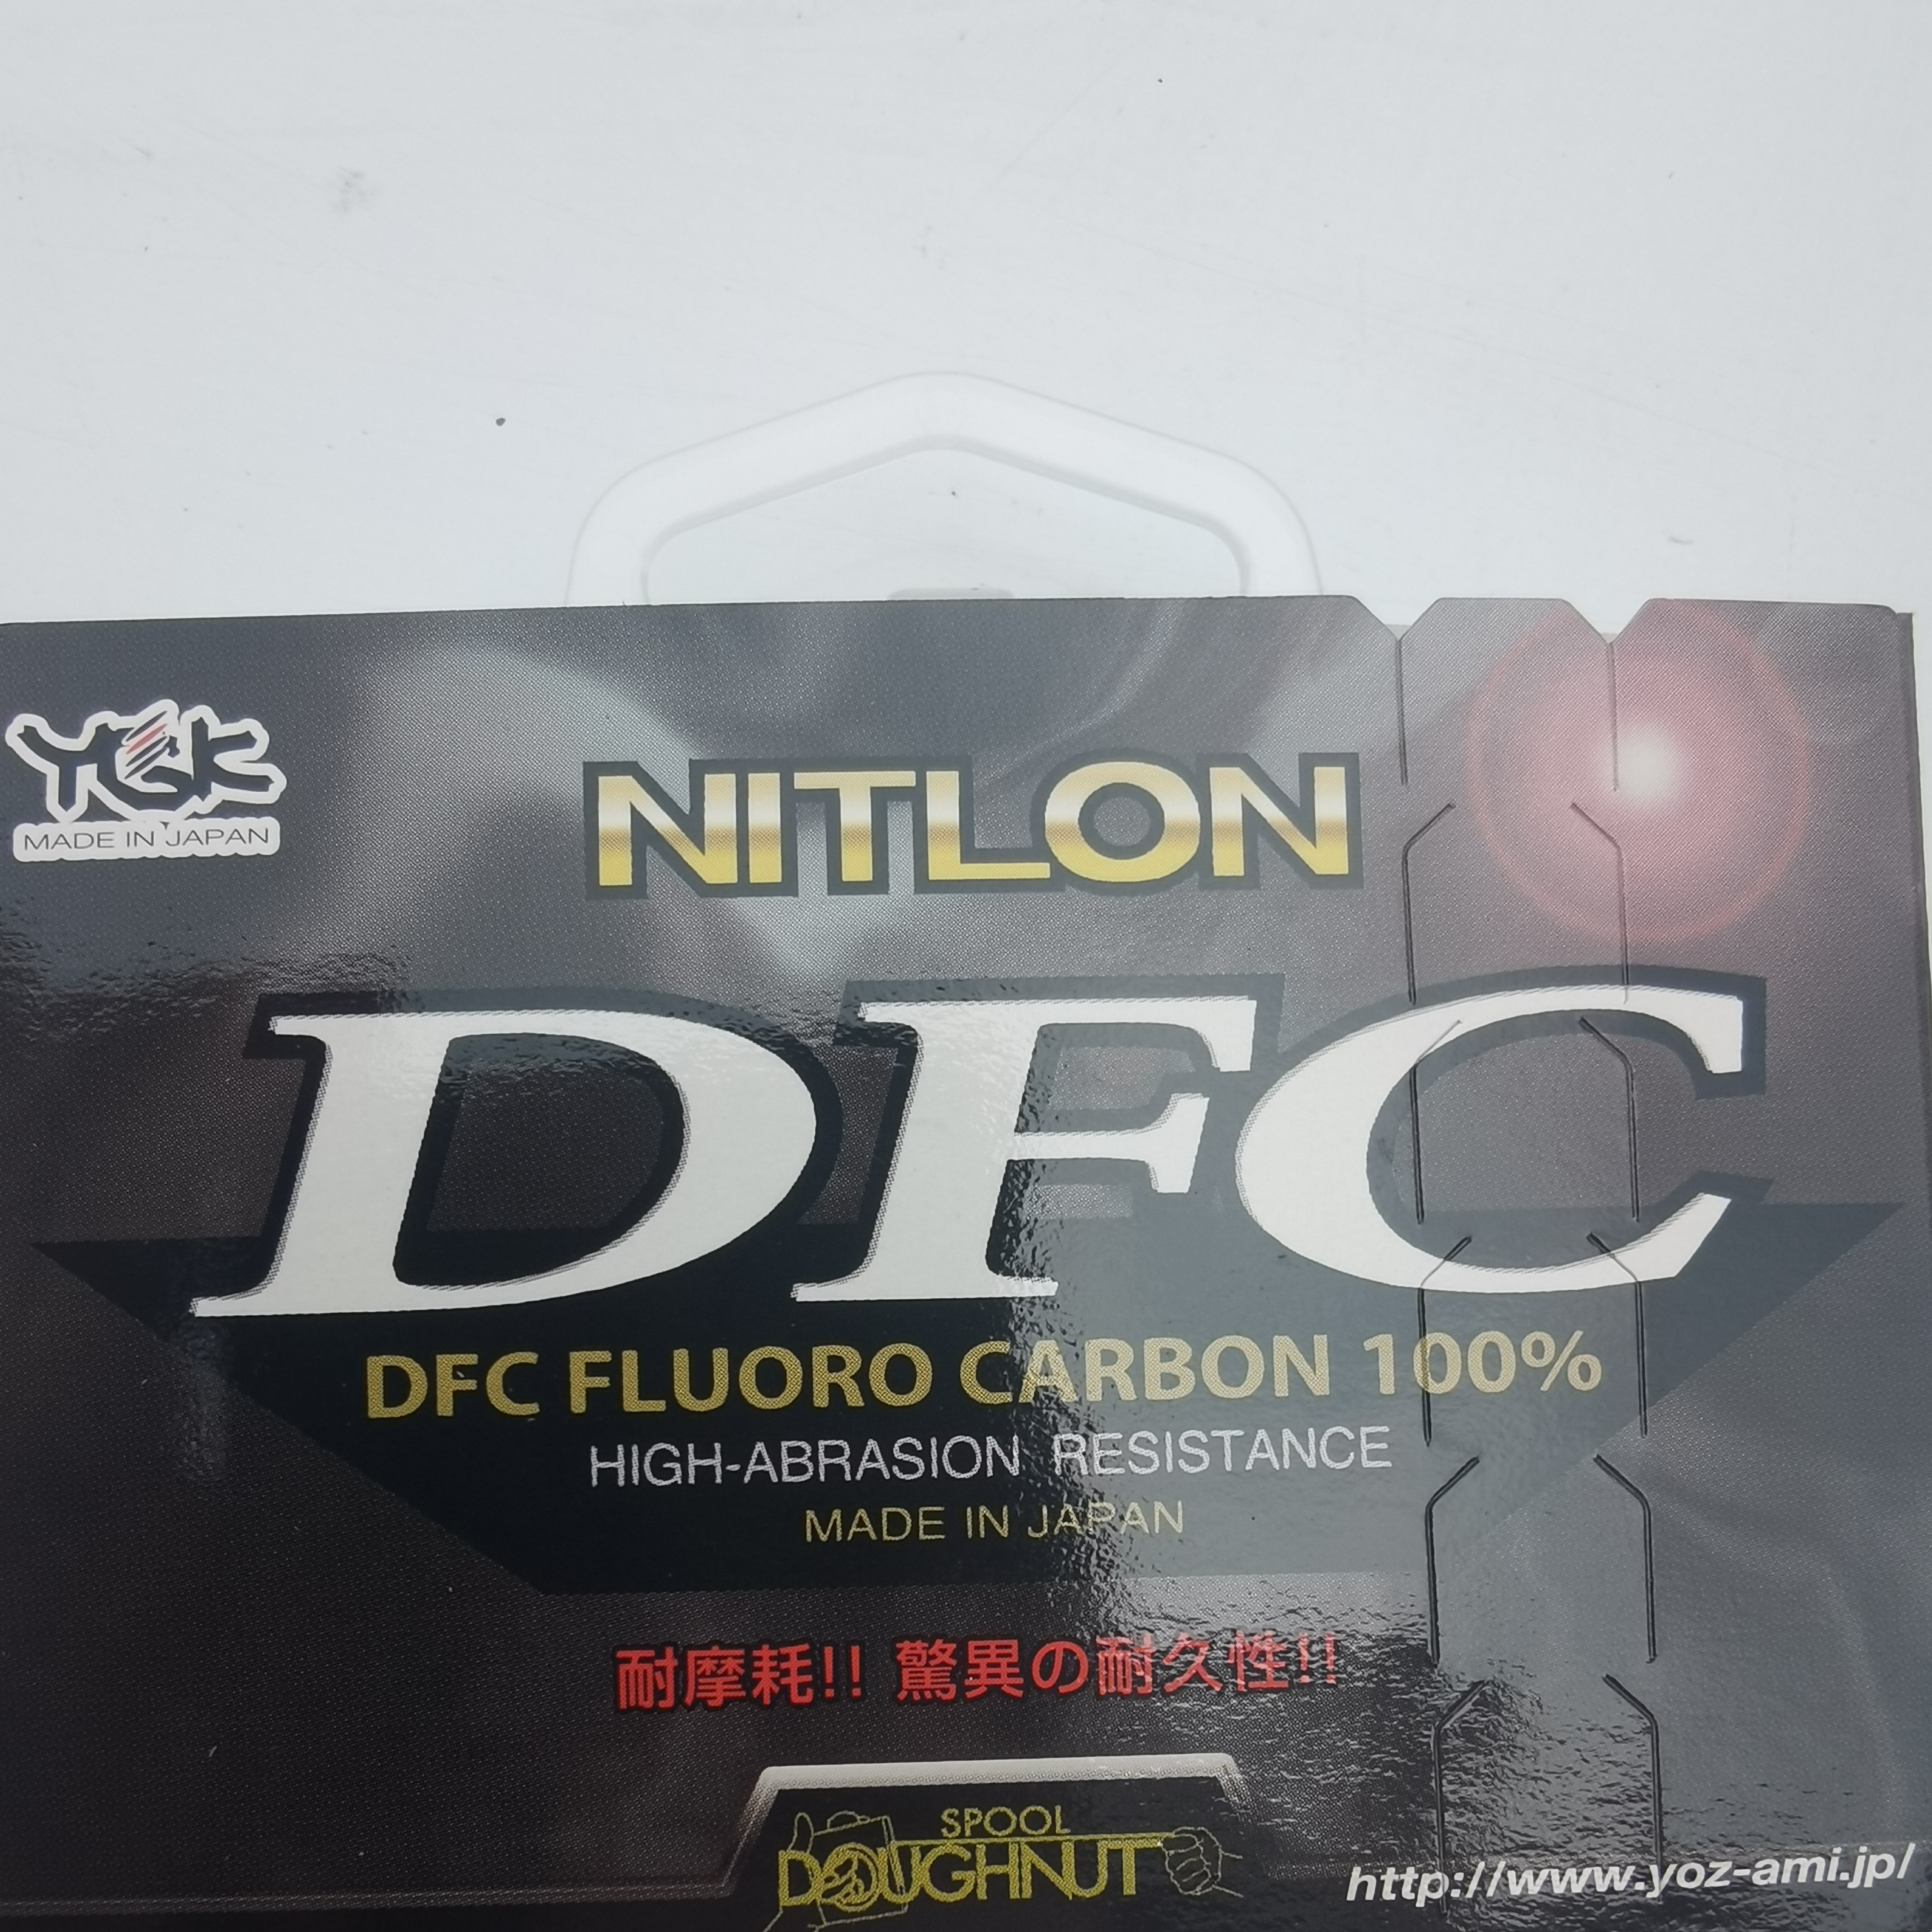 YGK
MADE IN JAPAN
NITLON
DFC
DFC FLUORO CARBON 100%
HIGH-ABRASION RESISTANCE
MADE IN JAPAN
耐摩耗!! 驚異の耐久性!!
SPOOL
DOUGHNUT
http://www.yoz-ami.jp/